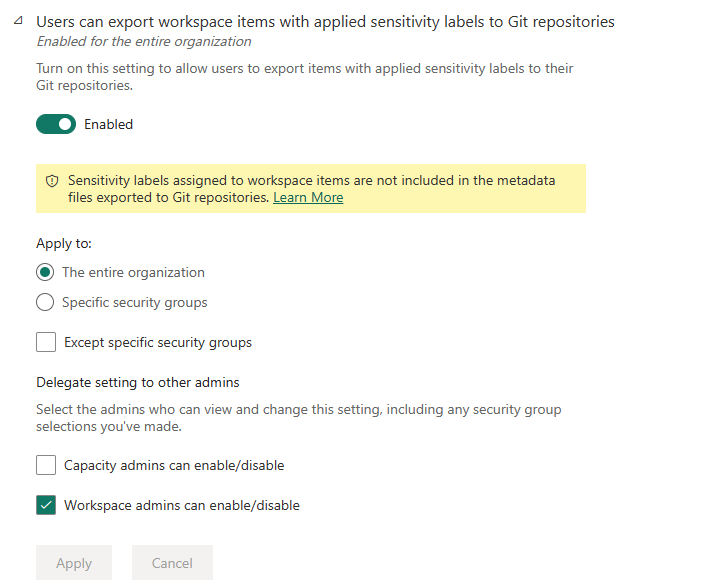 Users can export workspace items with applied sensitivity labels to Git repositories
Enabled for the entire organization
Turn on this setting to allow users to export items with applied sensitivity labels to their
Git repositories.
Enabled
Sensitivity labels assigned to workspace items are not included in the metadata
files exported to Git repositories. Learn More
Apply to:
The entire organization
Specific security groups
Except specific security groups
Delegate setting to other admins
Select the admins who can view and change this setting, including any security group
selections you've made.
Capacity admins can enable/disable
Workspace admins can enable/disable
Apply Cancel